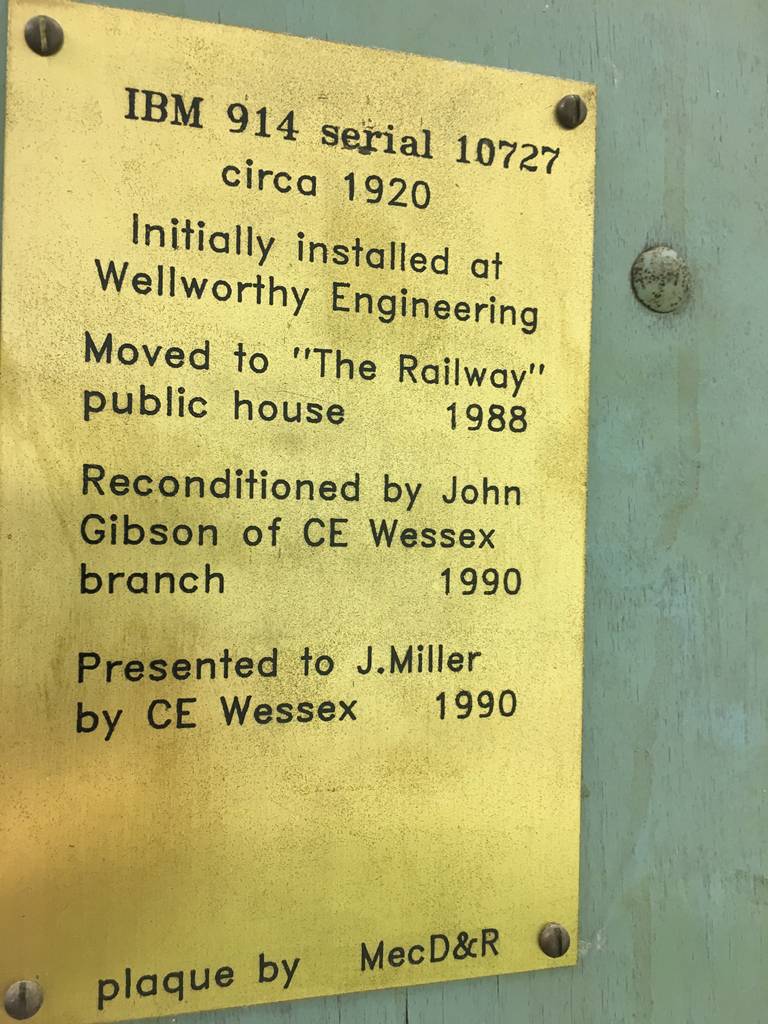 IBM 914 serial 10727
circa 1920
Initially installed at
Wellworthy Engineering
Moved to "The Railway"
public house 1988
Reconditioned by John
Gibson of CE Wessex
branch 1990
Presented to J.Miller
by CE Wessex 1990
plaque by MecD&R